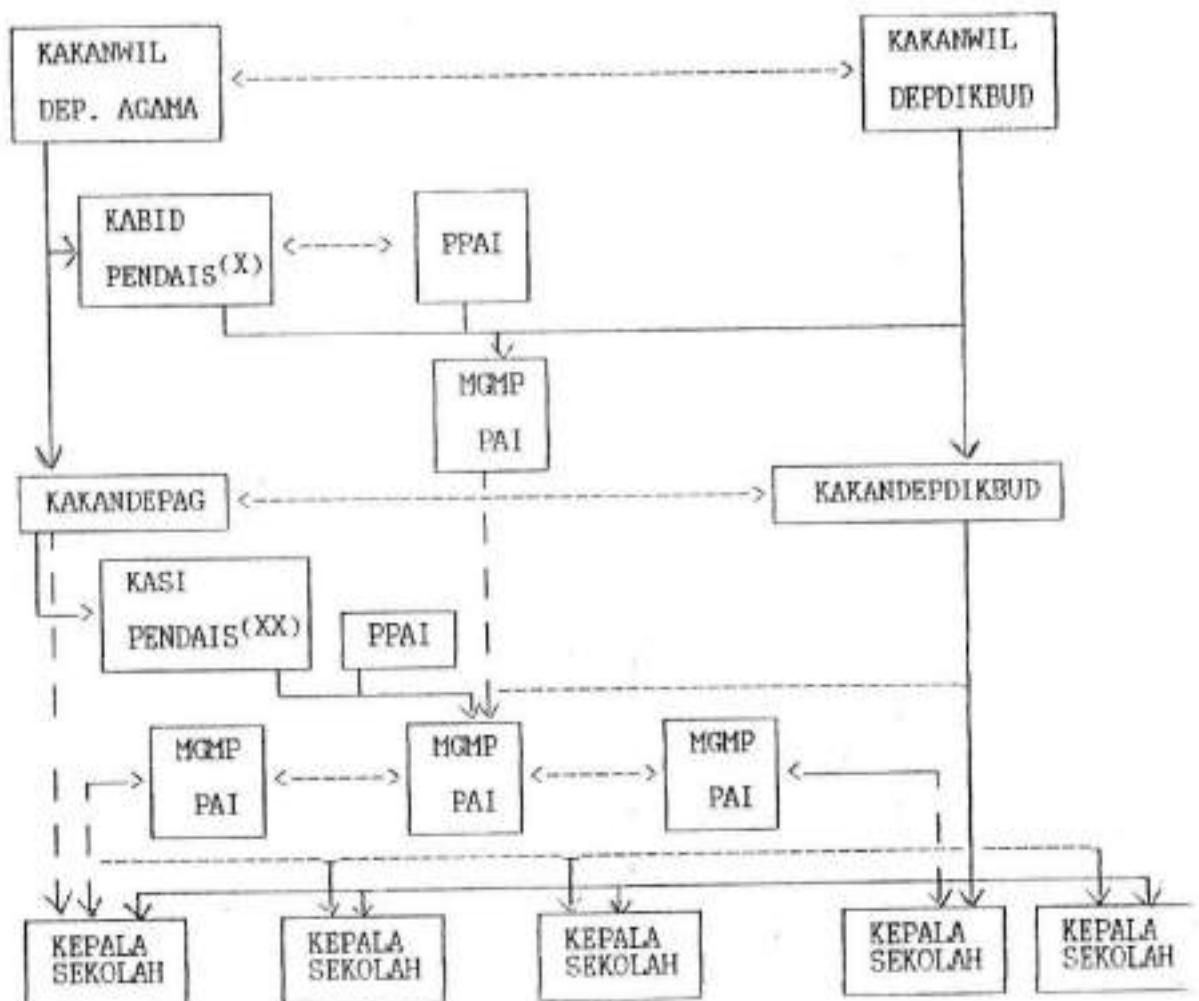 KAKANWIL
DEP. AGAMA
KAKANWIL
DEPDIKBUD
KABID
PENDAIS(X)
PPAI
MGMP
PAI
KAKANDEPAG
KAKANDEPDIKBUD
KASI
PENDAIS(XX)
PPAI
MGMP
PAI
MGMP
PAI
MGMP
PAI
KEPALA
SEKOLAH
KEPALA
SEKOLAH
KEPALA
SEKOLAH
KEPALA
SEKOLAH
KEPALA
SEKOLAH